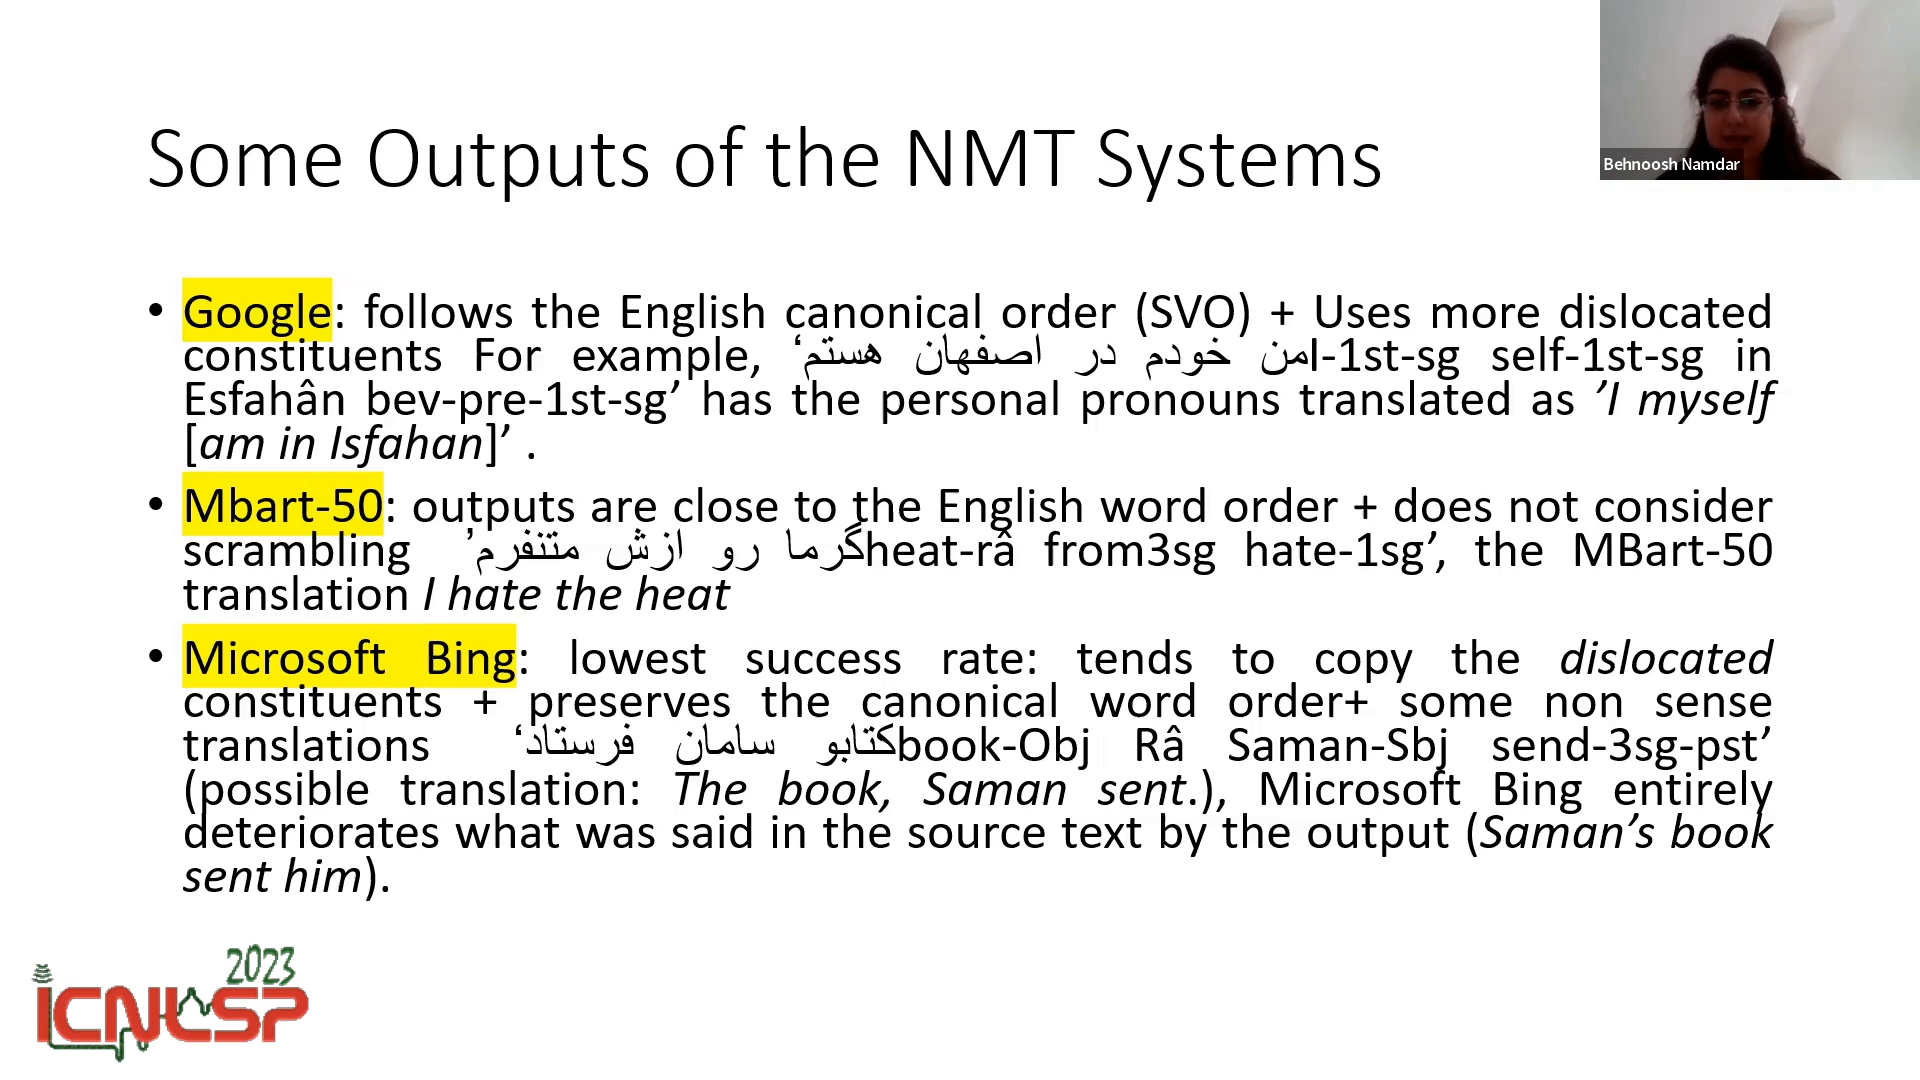 Some Outputs of the NMT Systems
Behnoosh Namdar
• Google: follows the English canonical order (SVO) + Uses more dislocated
constituents For example, ‘من خودم در اصفهان هستمI-1st-sg self-1st-sg in
Esfahân bev-pre-1st-sg’ has the personal pronouns translated as ’I myself
[am in Isfahan]’ .
• Mbart-50: outputs are close to the English word order + does not consider
scrambling ’گرما رو ازش متنفرمheat-râ from3sg hate-1sg’, the MBart-50
translation I hate the heat
• Microsoft Bing: lowest success rate: tends to copy the dislocated
constituents + preserves the canonical word order+ some non sense
translations ‘کتابو سامان فرستادbook-Obj Râ Saman-Sbj send-3sg-pst’
(possible translation: The book, Saman sent.), Microsoft Bing entirely
deteriorates what was said in the source text by the output (Saman’s book
sent him).
2023
ICNLSP